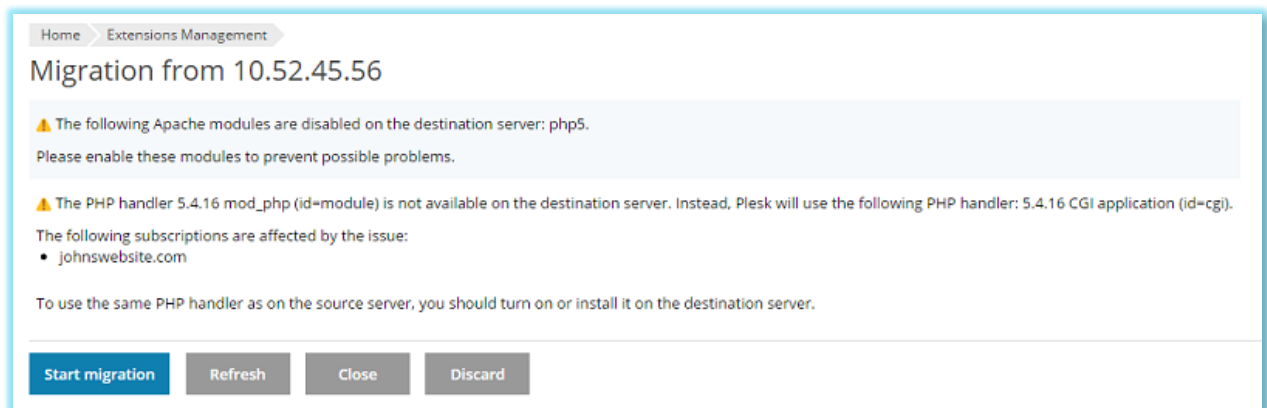 Home Extensions Management
Migration from 10.52.45.56
The following Apache modules are disabled on the destination server: php5.
Please enable these modules to prevent possible problems.
The PHP handler 5.4.16 mod_php (id=module) is not available on the destination server. Instead, Plesk will use the following PHP handler: 5.4.16 CGI application (id=cgi).
The following subscriptions are affected by the issue:
• johnswebsite.com
To use the same PHP handler as on the source server, you should turn on or install it on the destination server.
Start migration Refresh Close Discard